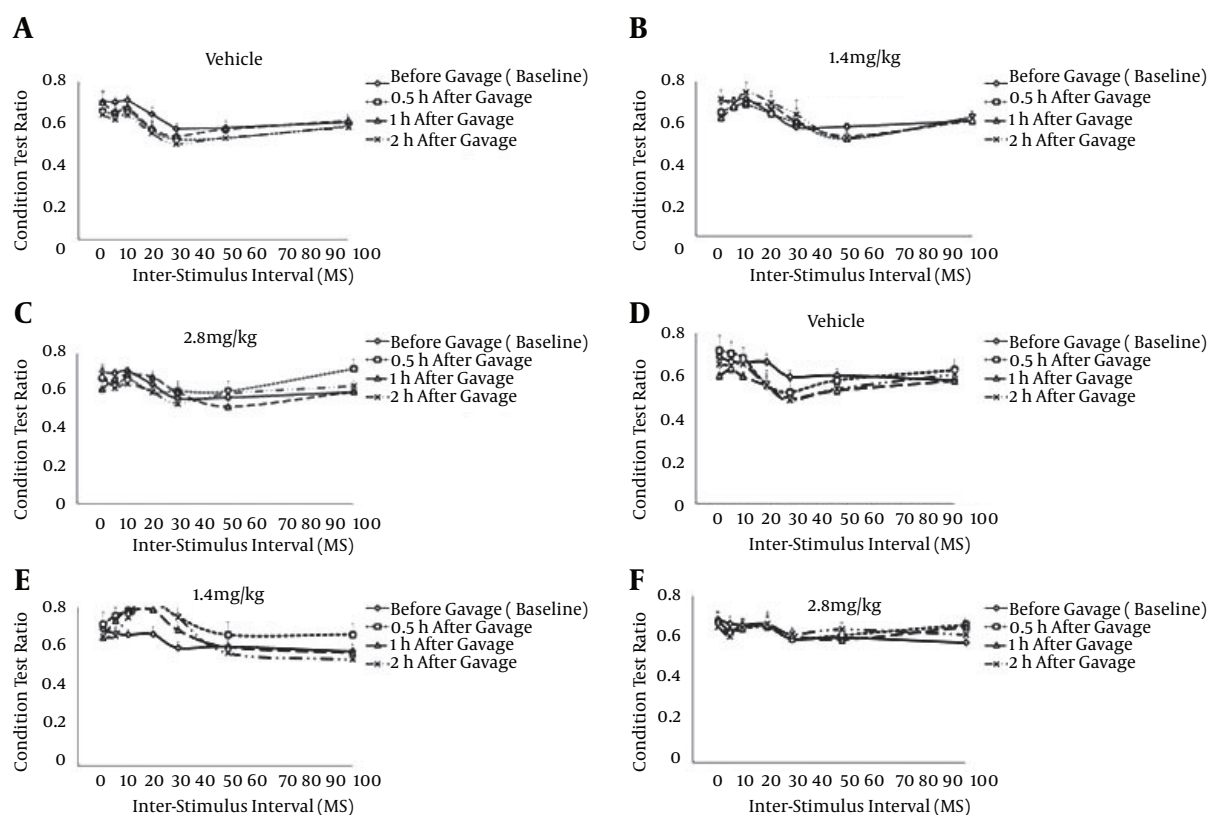 A
Vehicle
Condition Test Ratio
0.8
0.6
0.4
0.2
0
0 10 20 30 40 50 60 70 80 90 100
Inter-Stimulus Interval (MS)
Before Gavage ( Baseline)
0.5 h After Gavage
1 h After Gavage
2 h After Gavage
B
1.4mg/kg
Condition Test Ratio
0.8
0.6
0.4
0.2
0
0 10 20 30 40 50 60 70 80 90 100
Inter-Stimulus Interval (MS)
Before Gavage ( Baseline)
0.5 h After Gavage
1 h After Gavage
2 h After Gavage
C
2.8mg/kg
Condition Test Ratio
0.8
0.6
0.4
0.2
0
0 10 20 30 40 50 60 70 80 90 100
Inter-Stimulus Interval (MS)
Before Gavage ( Baseline)
0.5 h After Gavage
1 h After Gavage
2 h After Gavage
D
Vehicle
Condition Test Ratio
0.8
0.6
0.4
0.2
0
0 10 20 30 40 50 60 70 80 90 100
Inter-Stimulus Interval (MS)
Before Gavage ( Baseline)
0.5 h After Gavage
1 h After Gavage
2 h After Gavage
E
1.4mg/kg
Condition Test Ratio
0.8
0.6
0.4
0.2
0
0 10 20 30 40 50 60 70 80 90 100
Inter-Stimulus Interval (MS)
Before Gavage ( Baseline)
0.5 h After Gavage
1 h After Gavage
2 h After Gavage
F
2.8mg/kg
Condition Test Ratio
0.8
0.6
0.4
0.2
0
0 10 20 30 40 50 60 70 80 90 100
Inter-Stimulus Interval (MS)
Before Gavage ( Baseline)
0.5 h After Gavage
1 h After Gavage
2 h After Gavage